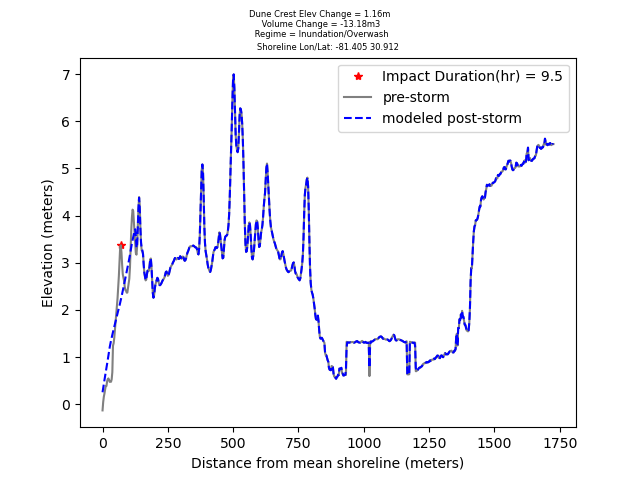 Dune Crest Elev Change = 1.16m
Volume Change = -13.18m3
Regime = Inundation/Overwash
Shoreline Lon/Lat: -81.405 30.912
Impact Duration(hr) = 9.5
pre-storm
modeled post-storm
Elevation (meters)
7
6
5
4
3
2
1
0
0 250 500 750 1000 1250 1500 1750
Distance from mean shoreline (meters)